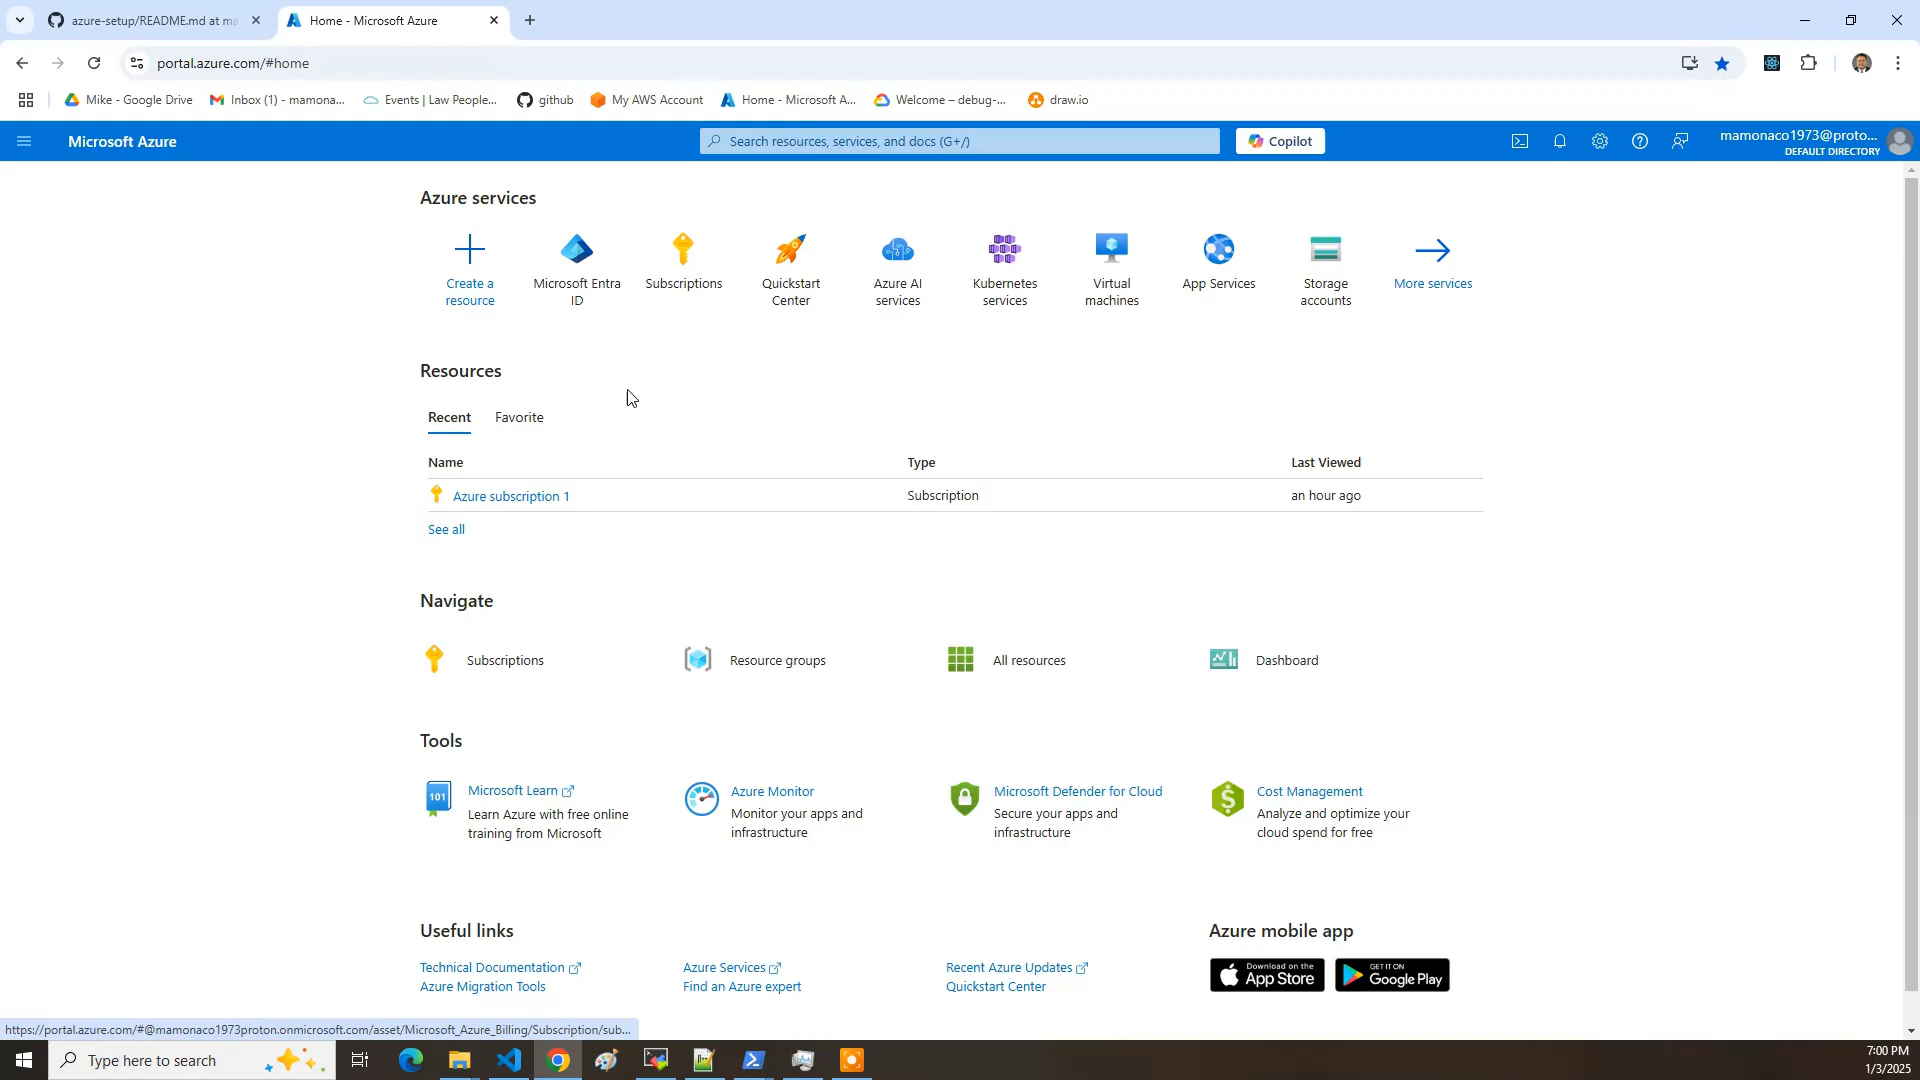 azure-setup/README.md at ma
Home - Microsoft Azure
portal.azure.com/#home
Mike - Google Drive
Inbox (1) - mamona...
Events | Law People...
github
My AWS Account
Home - Microsoft A...
Welcome – debug-...
draw.io
Microsoft Azure
Search resources, services, and docs (G+/)
Copilot
mamonaco1973@proto...
DEFAULT DIRECTORY
Azure services
Create a
resource
Microsoft Entra
ID
Subscriptions
Quickstart
Center
Azure AI
services
Kubernetes
services
Virtual
machines
App Services
Storage
accounts
More services
Resources
Recent
Favorite
Name
Type
Last Viewed
Azure subscription 1
Subscription
an hour ago
See all
Navigate
Subscriptions
Resource groups
All resources
Dashboard
Tools
101
Microsoft Learn
Learn Azure with free online
training from Microsoft
Azure Monitor
Monitor your apps and
infrastructure
Microsoft Defender for Cloud
Secure your apps and
infrastructure
Cost Management
Analyze and optimize your
cloud spend for free
Useful links
Technical Documentation
Azure Migration Tools
Azure Services
Find an Azure expert
Recent Azure Updates
Quickstart Center
Azure mobile app
Download on the
App Store
GET IT ON
Google Play
https://portal.azure.com/#@mamonaco1973proton.onmicrosoft.com/asset/Microsoft_Azure_Billing/Subscription/sub...
Type here to search
7:00 PM
1/3/2025